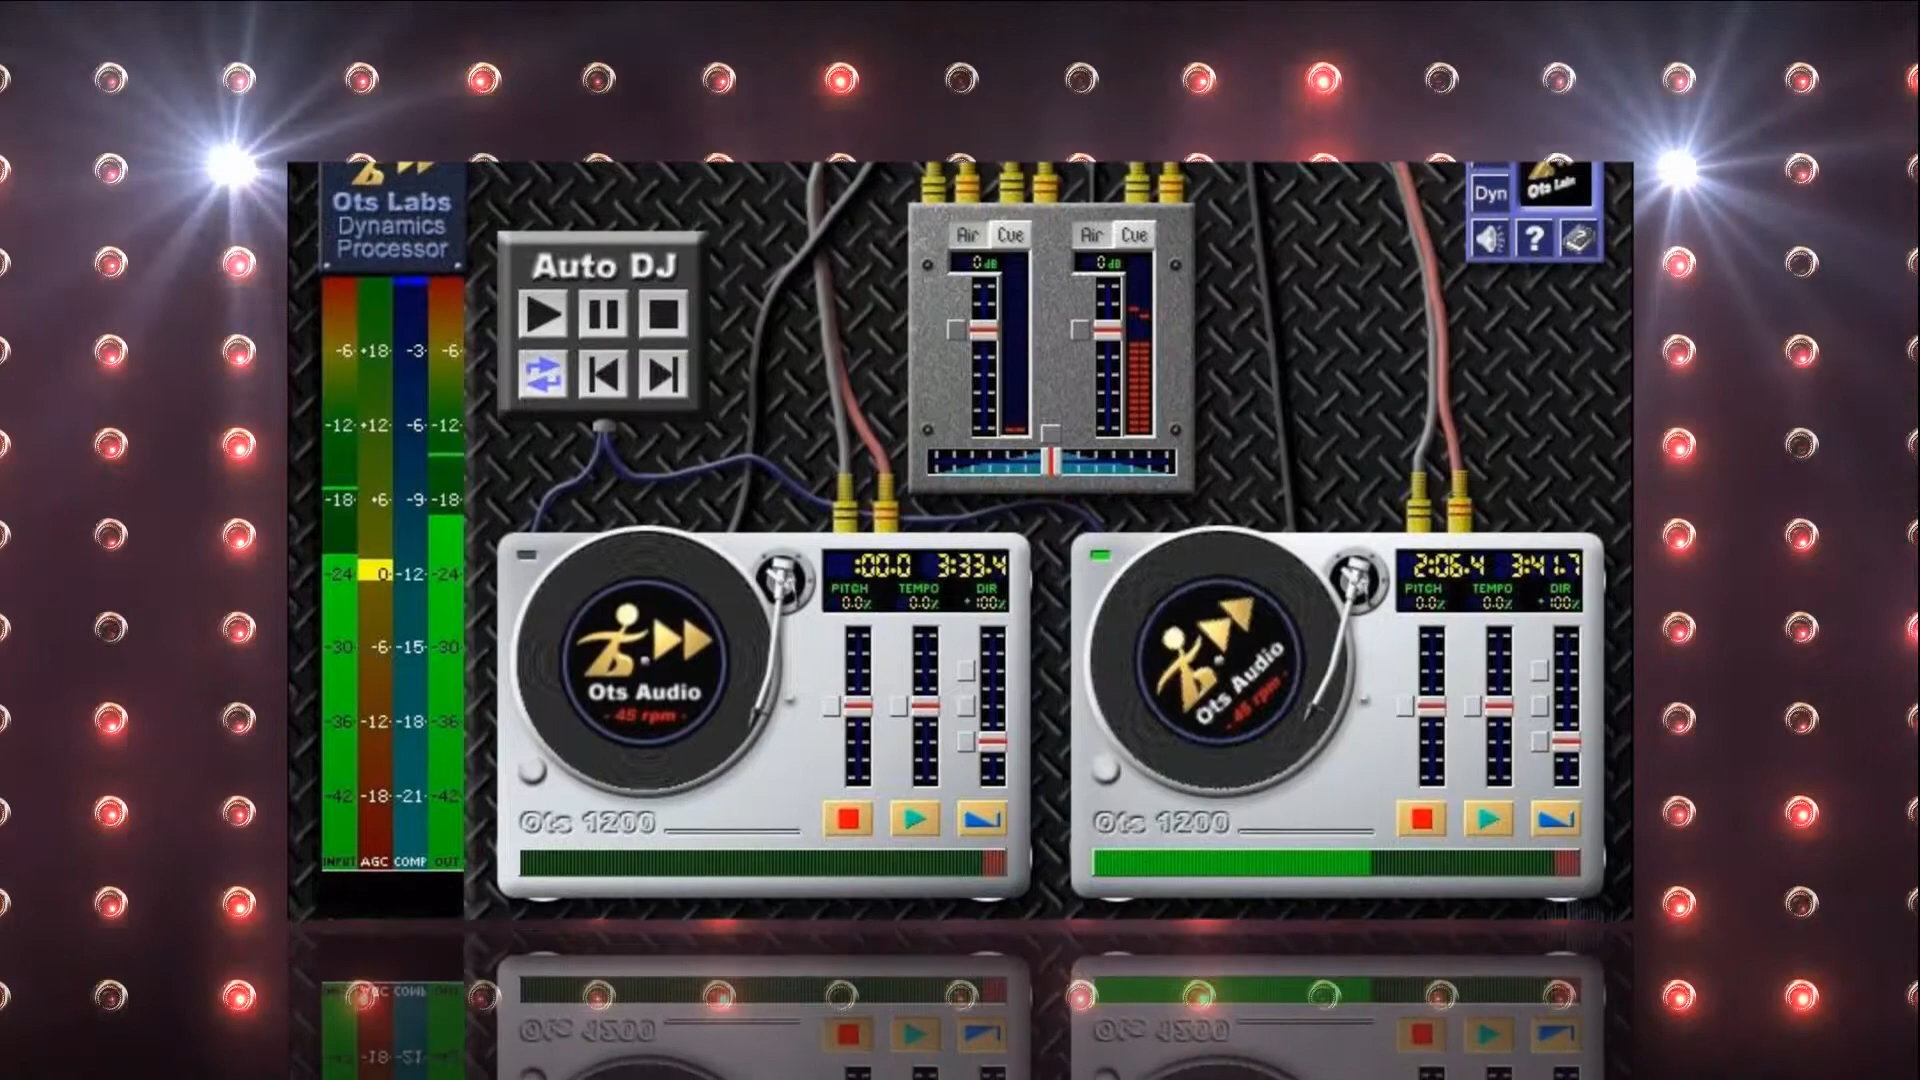 Ots Labs
Dynamics
Processor
-6 +18 -3 -6
-12 +12 -6 -12
-18 +6 -9 -18
-24 0 -12 -24
-30 -6 -15 -30
-36 -12 -18 -36
-42 -18 -21 -42
INPUT AGC COMP OUT
Auto DJ
Air Cue
0 dB
Air Cue
0 dB
Dyn
Ots Labs
?
:00.0 3:33.4
PITCH TEMPO DIR
0.0% 0.0% +100%
Ots Audio
- 45 rpm -
Ots 1200
2:06.4 3:41.7
PITCH TEMPO DIR
0.0% 0.0% +100%
Ots Audio
- 45 rpm -
Ots 1200